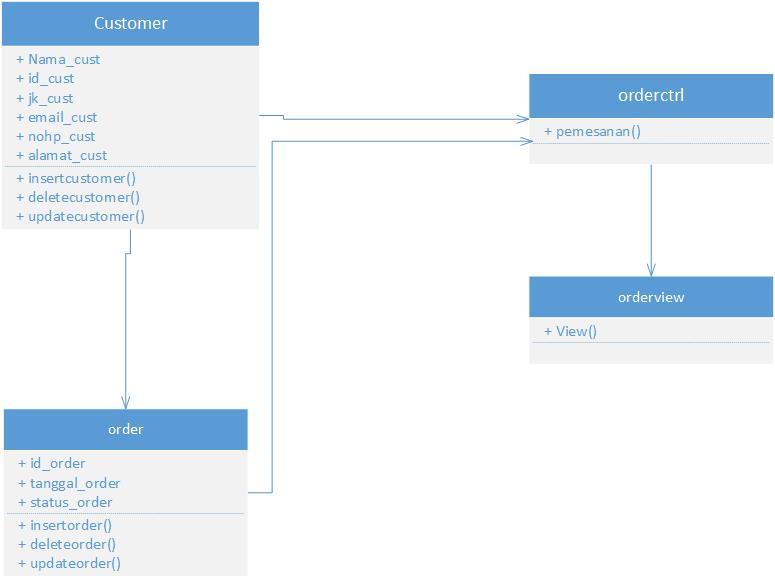 Customer
+ Nama_cust
+ id_cust
+ jk_cust
+ email_cust
+ nohp_cust
+ alamat_cust
+ insertcustomer()
+ deletecustomer()
+ updatecustomer()
orderctrl
+ pemesanan()
orderview
+ View()
order
+ id_order
+ tanggal_order
+ status_order
+ insertorder()
+ deleteorder()
+ updateorder()